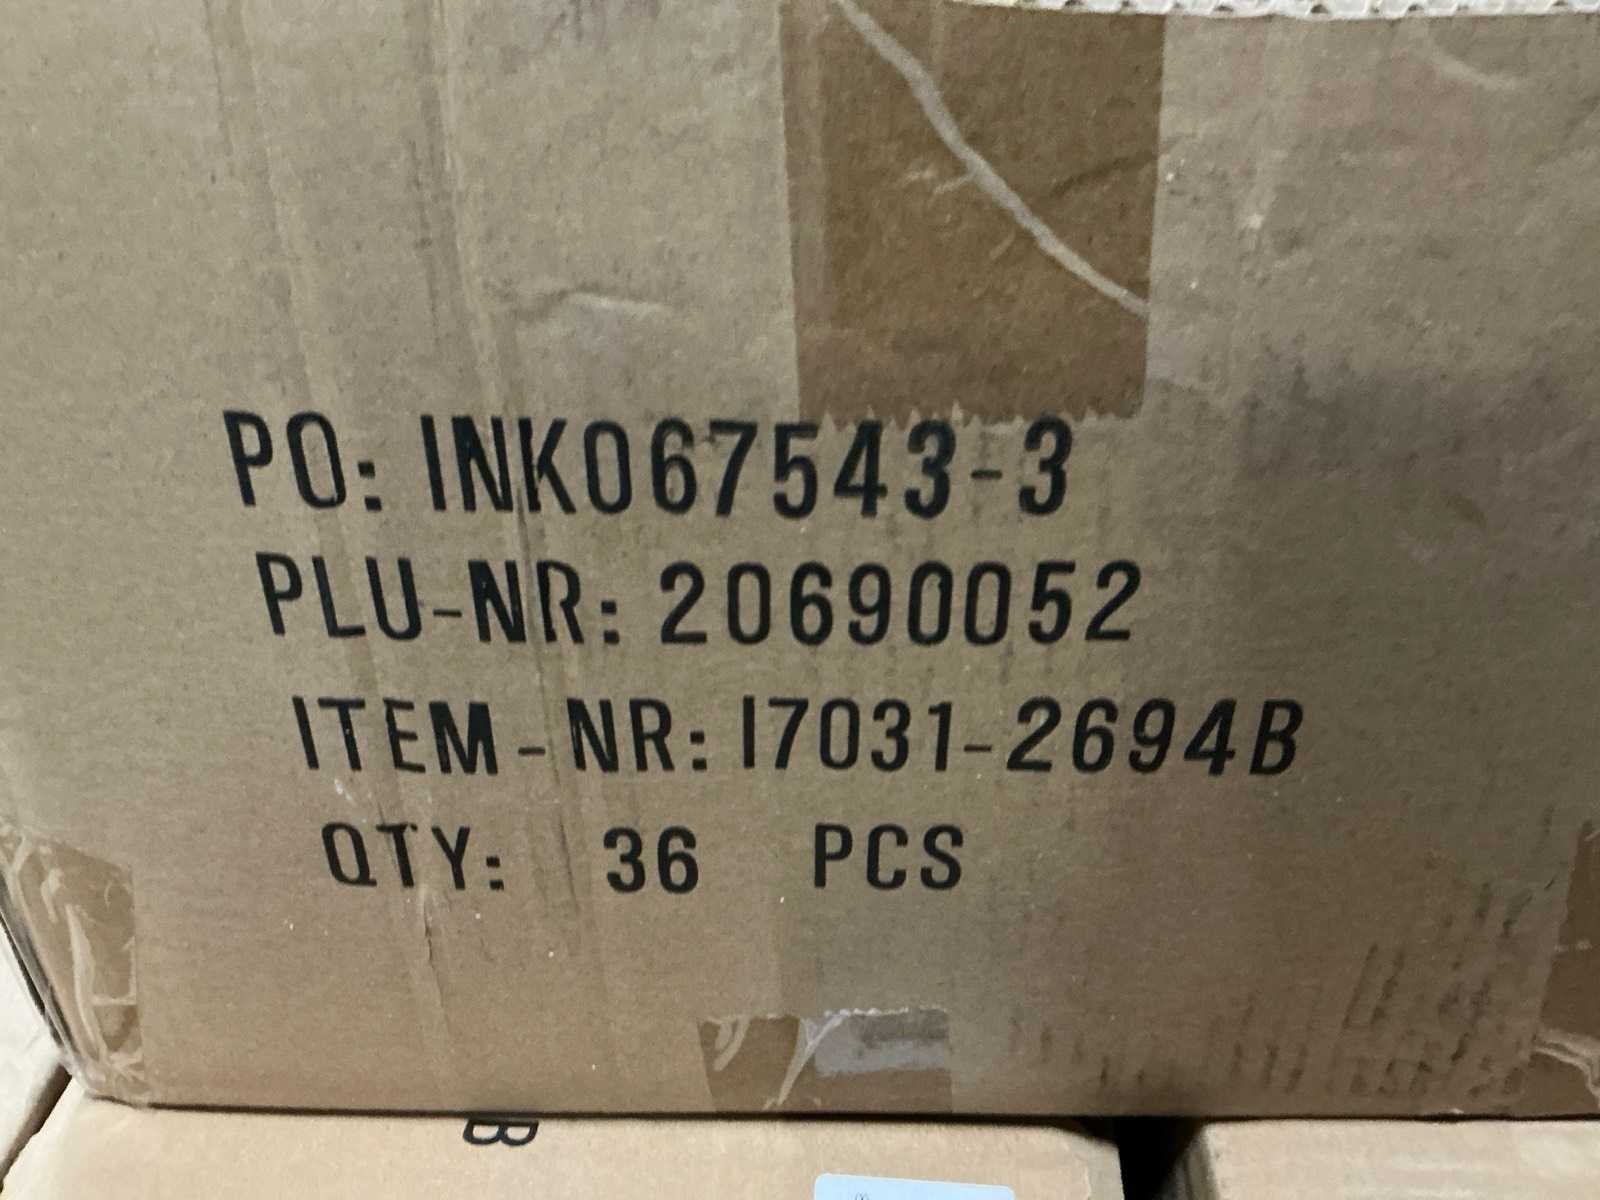 PO: INK067543-3
PLU-NR: 20690052
ITEM-NR: I7031-2694B
QTY: 36 PCS
B